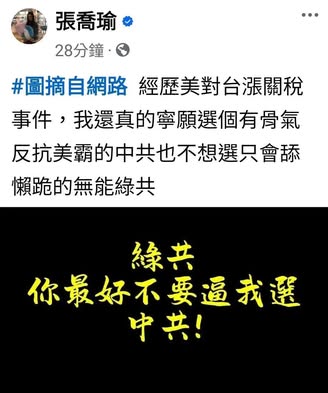 張喬瑜
28分鐘
#圖摘自網路 經歷美對台漲關稅
事件，我還真的寧願選個有骨氣
反抗美霸的中共也不想選只會舔
懶跪的無能綠共
綠共
你最好不要逼我選
中共!